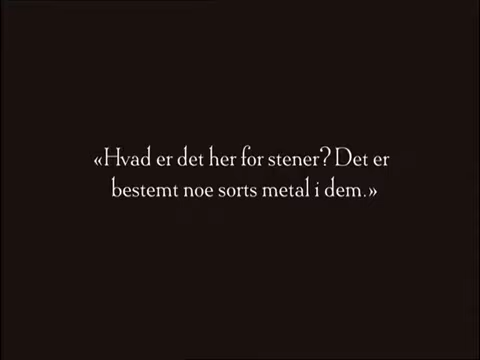 «Hvad er det her for stener? Det er
bestemt noe sorts metal i dem.»